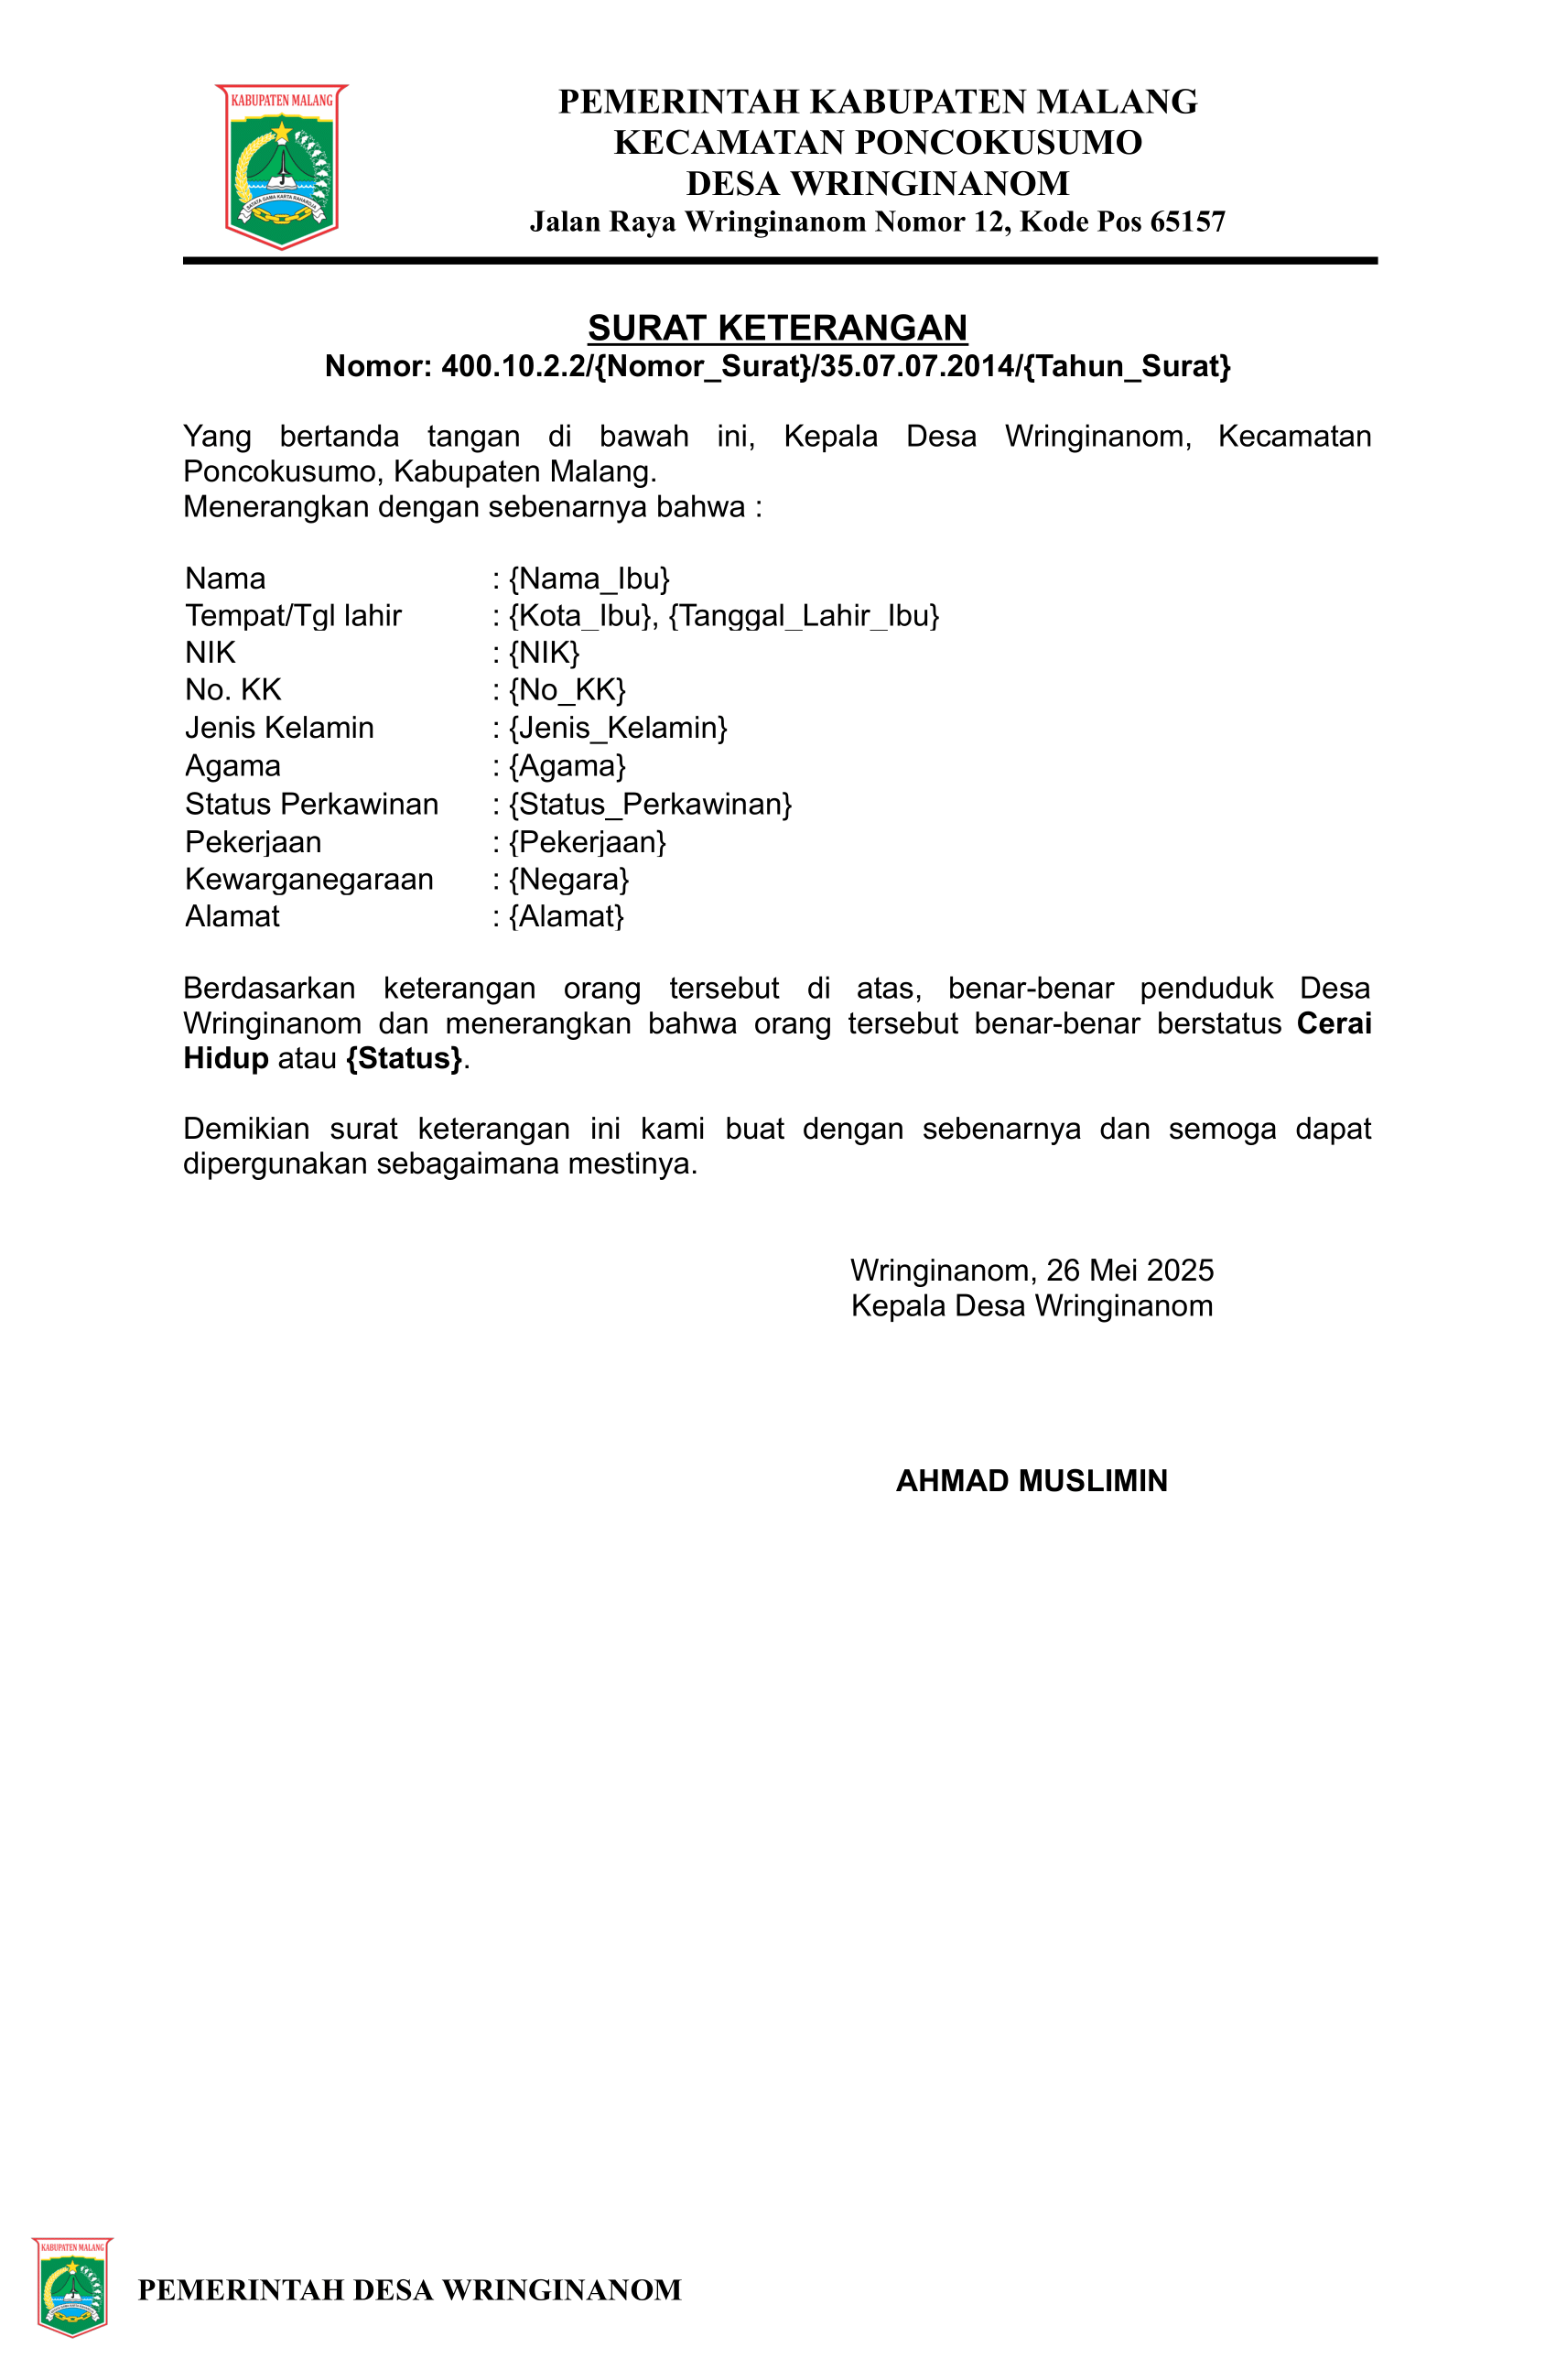 KABUPATEN MALANG
SATATA GAMA KARTA RAHARDJA
PEMERINTAH KABUPATEN MALANG
KECAMATAN PONCOKUSUMO
DESA WRINGINANOM
Jalan Raya Wringinanom Nomor 12, Kode Pos 65157
SURAT KETERANGAN
Nomor: 400.10.2.2/{Nomor_Surat}/35.07.07.2014/{Tahun_Surat}
Yang bertanda tangan di bawah ini, Kepala Desa Wringinanom, Kecamatan
Poncokusumo, Kabupaten Malang.
Menerangkan dengan sebenarnya bahwa :
Nama : {Nama_Ibu}
Tempat/Tgl lahir : {Kota_Ibu}, {Tanggal_Lahir_Ibu}
NIK : {NIK}
No. KK : {No_KK}
Jenis Kelamin : {Jenis_Kelamin}
Agama : {Agama}
Status Perkawinan : {Status_Perkawinan}
Pekerjaan : {Pekerjaan}
Kewarganegaraan : {Negara}
Alamat : {Alamat}
Berdasarkan keterangan orang tersebut di atas, benar-benar penduduk Desa
Wringinanom dan menerangkan bahwa orang tersebut benar-benar berstatus Cerai
Hidup atau {Status}.
Demikian surat keterangan ini kami buat dengan sebenarnya dan semoga dapat
dipergunakan sebagaimana mestinya.
Wringinanom, 26 Mei 2025
Kepala Desa Wringinanom
AHMAD MUSLIMIN
KABUPATEN MALANG
PEMERINTAH DESA WRINGINANOM